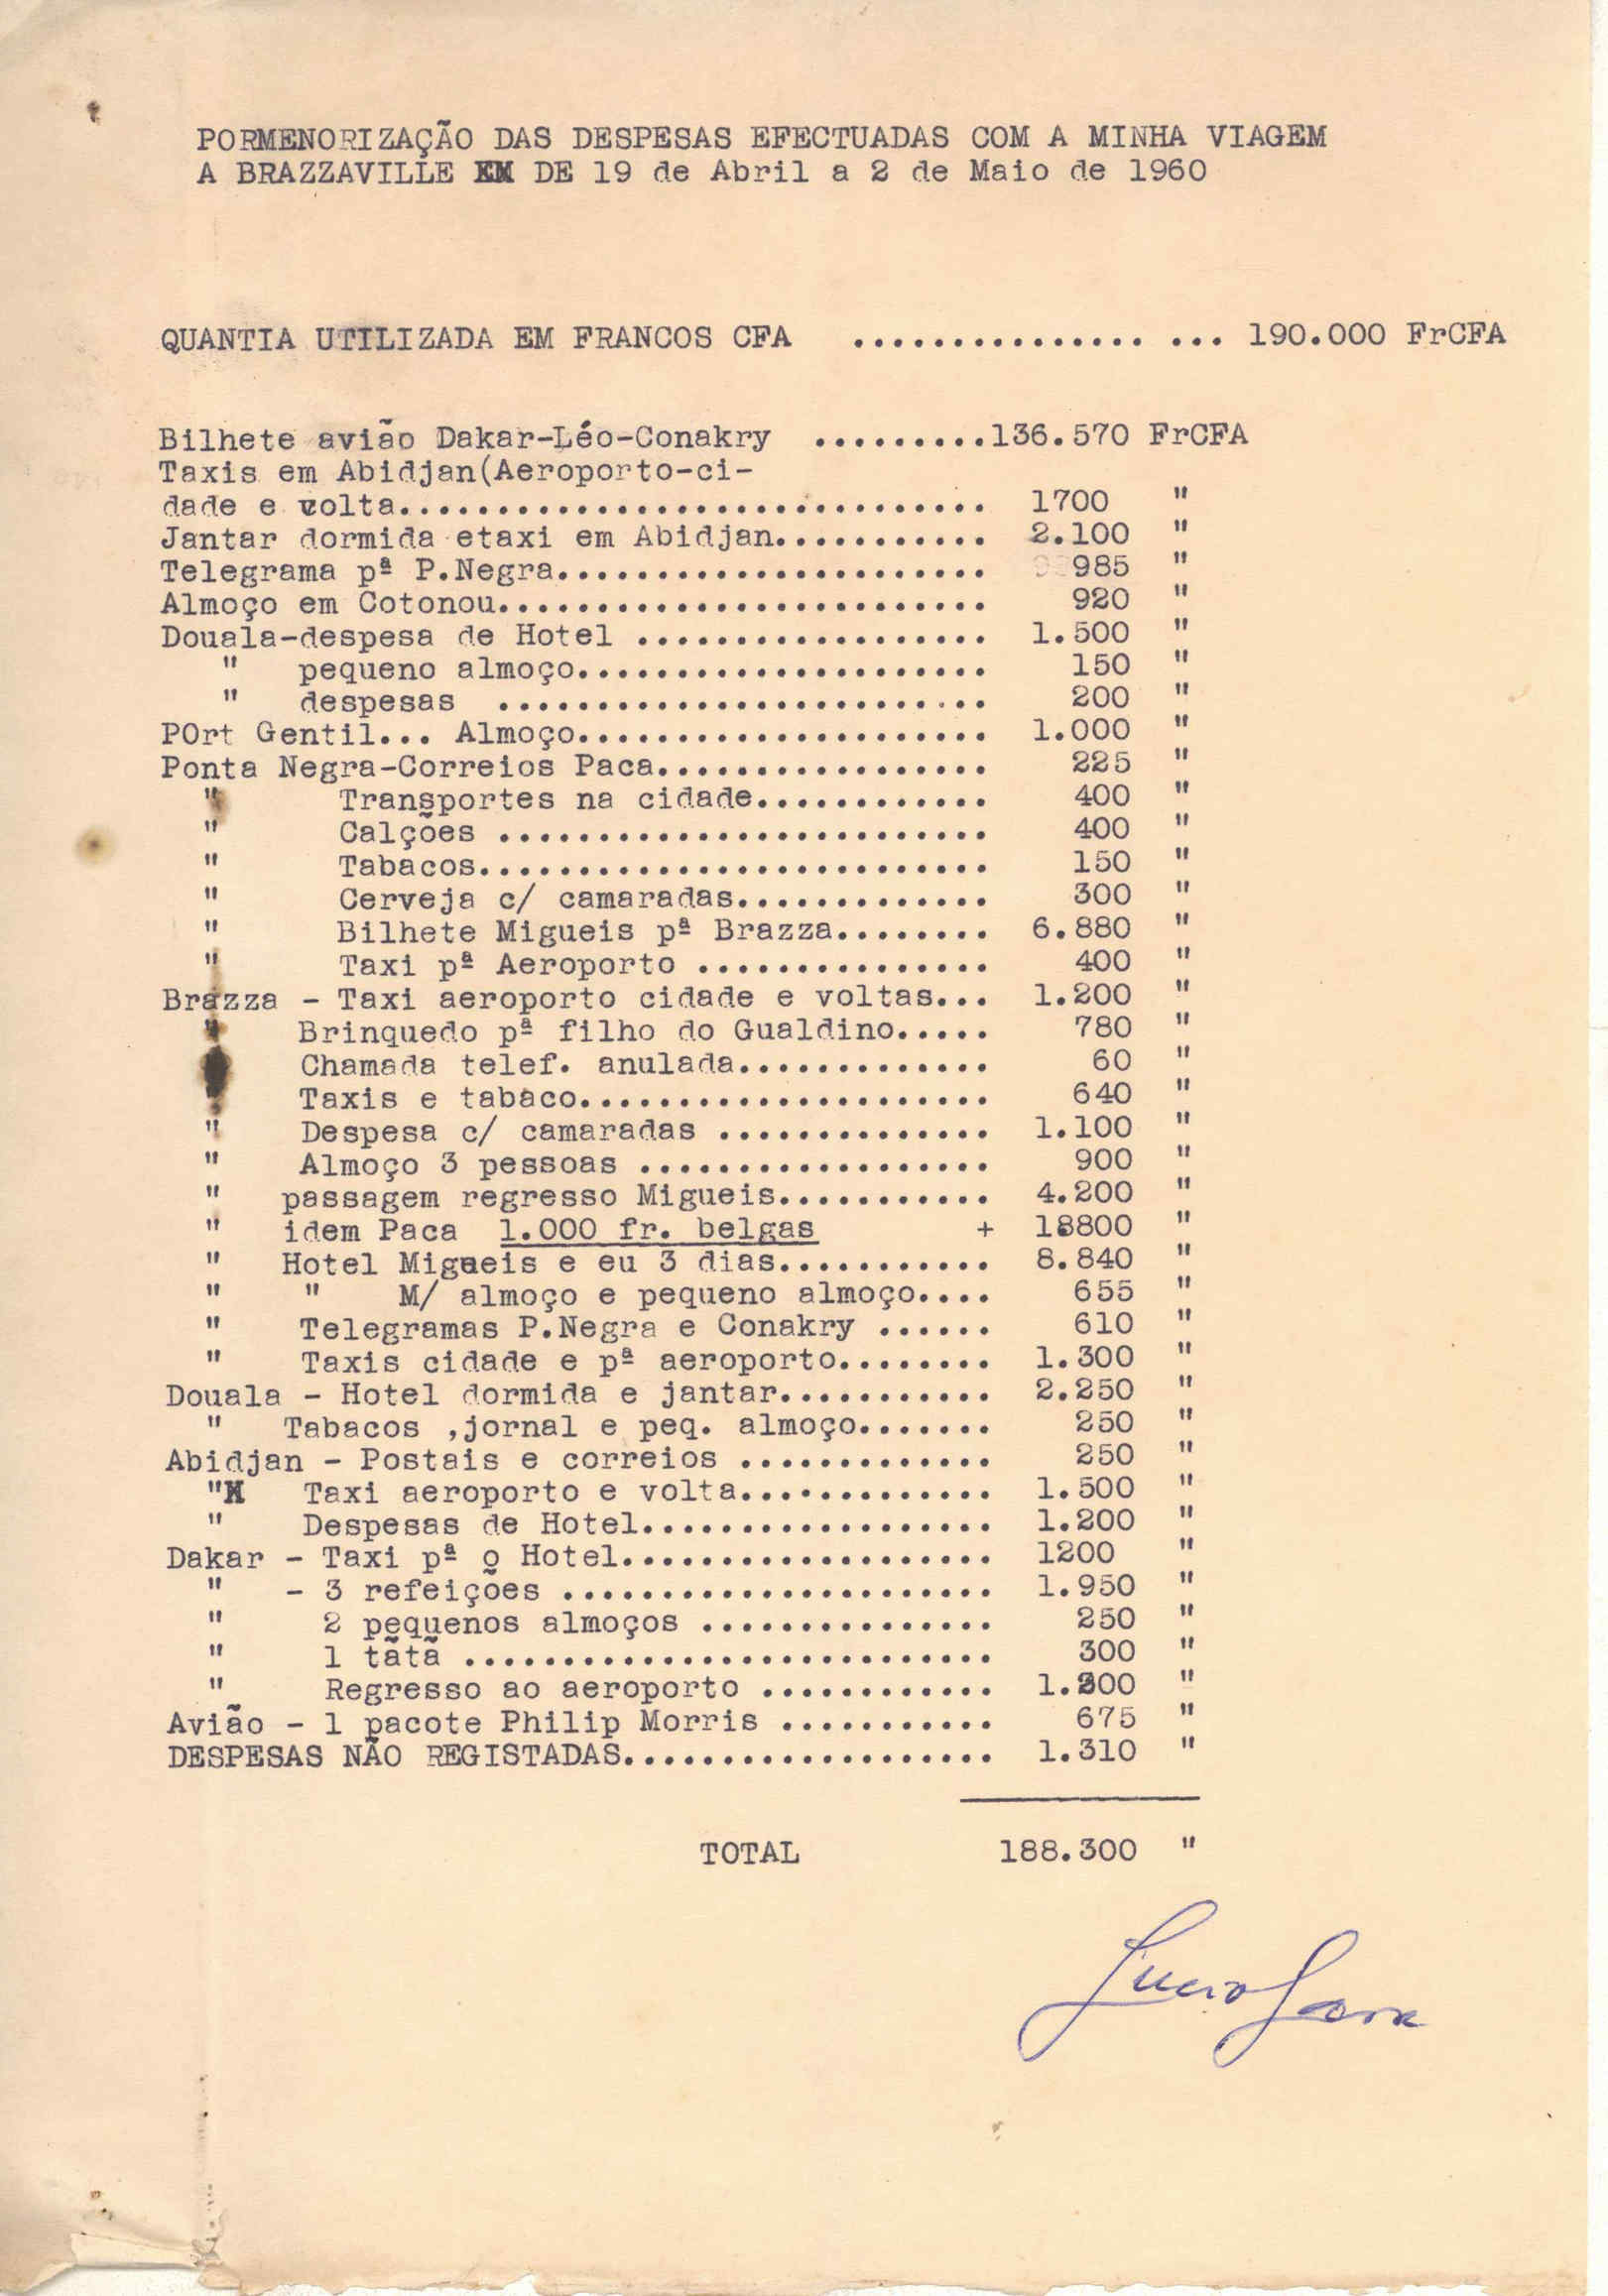 PORMENORIZAÇÃO DAS DESPESAS EFECTUADAS COM A MINHA VIAGEM
A BRAZZAVILLE EM DE 19 de Abril a 2 de Maio de 1960
QUANTIA UTILIZADA EM FRANCOS CFA ............... ... 190.000 FrCFA
Bilhete avião Dakar-Léo-Conakry .........136.570 FrCFA
Taxis em Abidjan(Aeroporto-ci-
dade e volta.............................. 1700 "
Jantar dormida etaxi em Abidjan........... 2.100 "
Telegrama pª P.Negra...................... 985 "
Almoço em Cotonou......................... 920 "
Douala-despesa de Hotel .................. 1.500 "
" pequeno almoço..................... 150 "
" despesas ......................... 200 "
POrt Gentil... Almoço..................... 1.000 "
Ponta Negra-Correios Paca................. 225 "
" Transportes na cidade............ 400 "
" Calções ......................... 400 "
" Tabacos.......................... 150 "
" Cerveja c/ camaradas............. 300 "
" Bilhete Migueis pª Brazza........ 6.880 "
" Taxi pª Aeroporto ............... 400 "
Brazza - Taxi aeroporto cidade e voltas... 1.200 "
" Brinquedo pª filho do Gualdino..... 780 "
Chamada telef. anulada............. 60 "
" Taxis e tabaco..................... 640 "
" Despesa c/ camaradas .............. 1.100 "
" Almoço 3 pessoas .................. 900 "
" passagem regresso Migueis........... 4.200 "
" idem Paca 1.000 fr. belgas + 18800 "
" Hotel Migueis e eu 3 dias........... 8.840 "
" " M/ almoço e pequeno almoço.... 655 "
" Telegramas P.Negra e Conakry ...... 610 "
" Taxis cidade e pª aeroporto........ 1.300 "
Douala - Hotel dormida e jantar........... 2.250 "
" Tabacos ,jornal e peq. almoço....... 250 "
Abidjan - Postais e correios ............. 250 "
"M Taxi aeroporto e volta............. 1.500 "
" Despesas de Hotel.................. 1.200 "
Dakar - Taxi pª o Hotel................... 1200 "
" - 3 refeições ...................... 1.950 "
" 2 pequenos almoços ............... 250 "
" 1 tãtã ........................... 300 "
" Regresso ao aeroporto ............ "
Avião - 1 pacote Philip Morris ........... 675 "
DESPESAS NÃO REGISTADAS................... 1.310 "
TOTAL 188.300 "
Lucio Lara